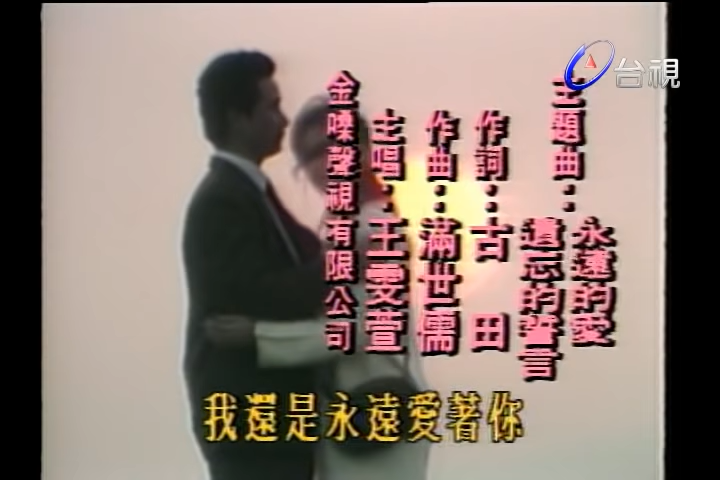 台視
主題曲：永遠的愛
遺忘的誓言
作詞：古田
作曲：滿世儒
主唱：王雯萱
金嗓聲視有限公司
我還是永遠愛著你